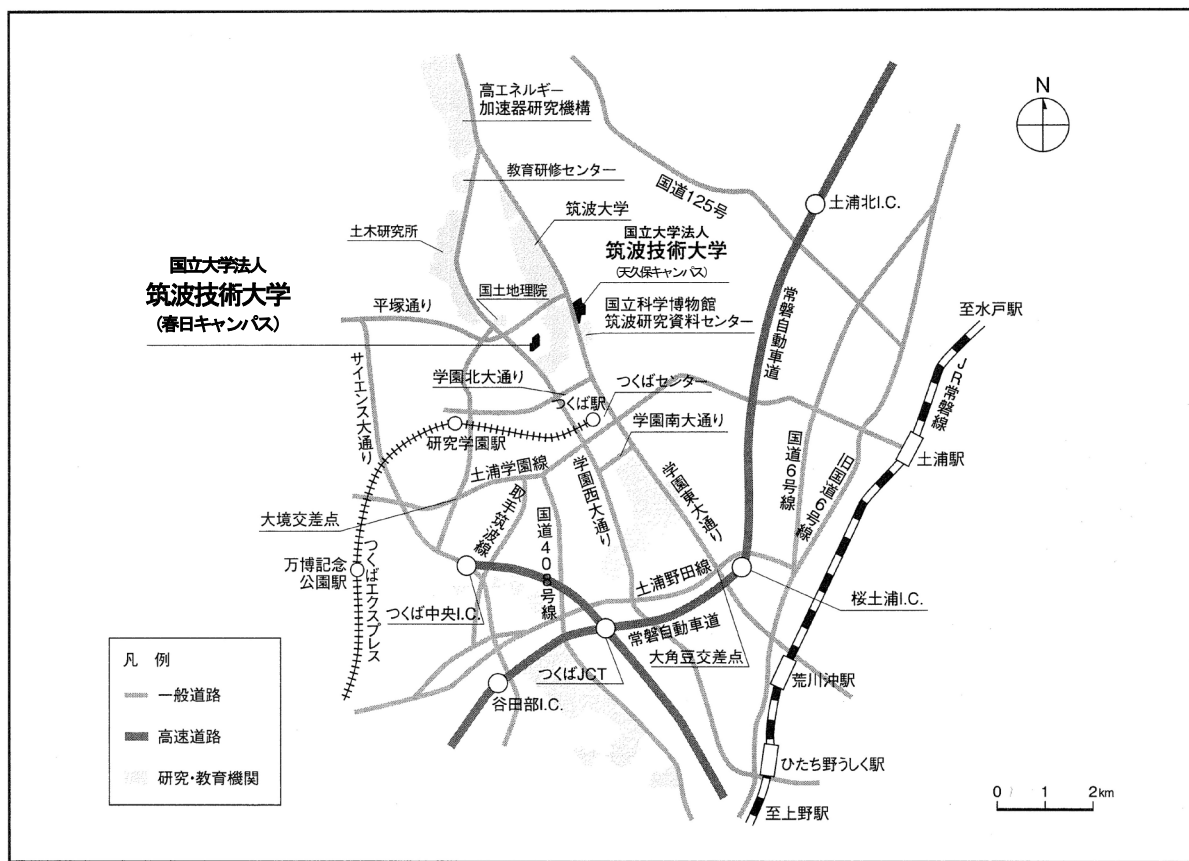 高エネルギー
加速器研究機構
N
教育研修センター
国道125号
土浦北I.C.
筑波大学
土木研究所
国立大学法人
筑波技術大学
(天久保キャンパス)
国立大学法人
筑波技術大学
(春日キャンパス)
国土地理院
平塚通り
国立科学博物館
筑波研究資料センター
常磐自動車道
至水戸駅
JR常磐線
サイエンス大通り
学園北大通り
つくばセンター
つくば駅
学園南大通り
研究学園駅
国道6号線
旧国道6号線
土浦駅
土浦学園線
学園西大通り
学園東大通り
大境交差点
取手筑波線
国道408号線
万博記念
公園駅
つくばエクスプレス
土浦野田線
つくば中央I.C.
桜土浦I.C.
常磐自動車道
大角豆交差点
つくばJCT
荒川沖駅
谷田部I.C.
凡 例
一般道路
高速道路
研究・教育機関
ひたち野うしく駅
至上野駅
0 1 2km